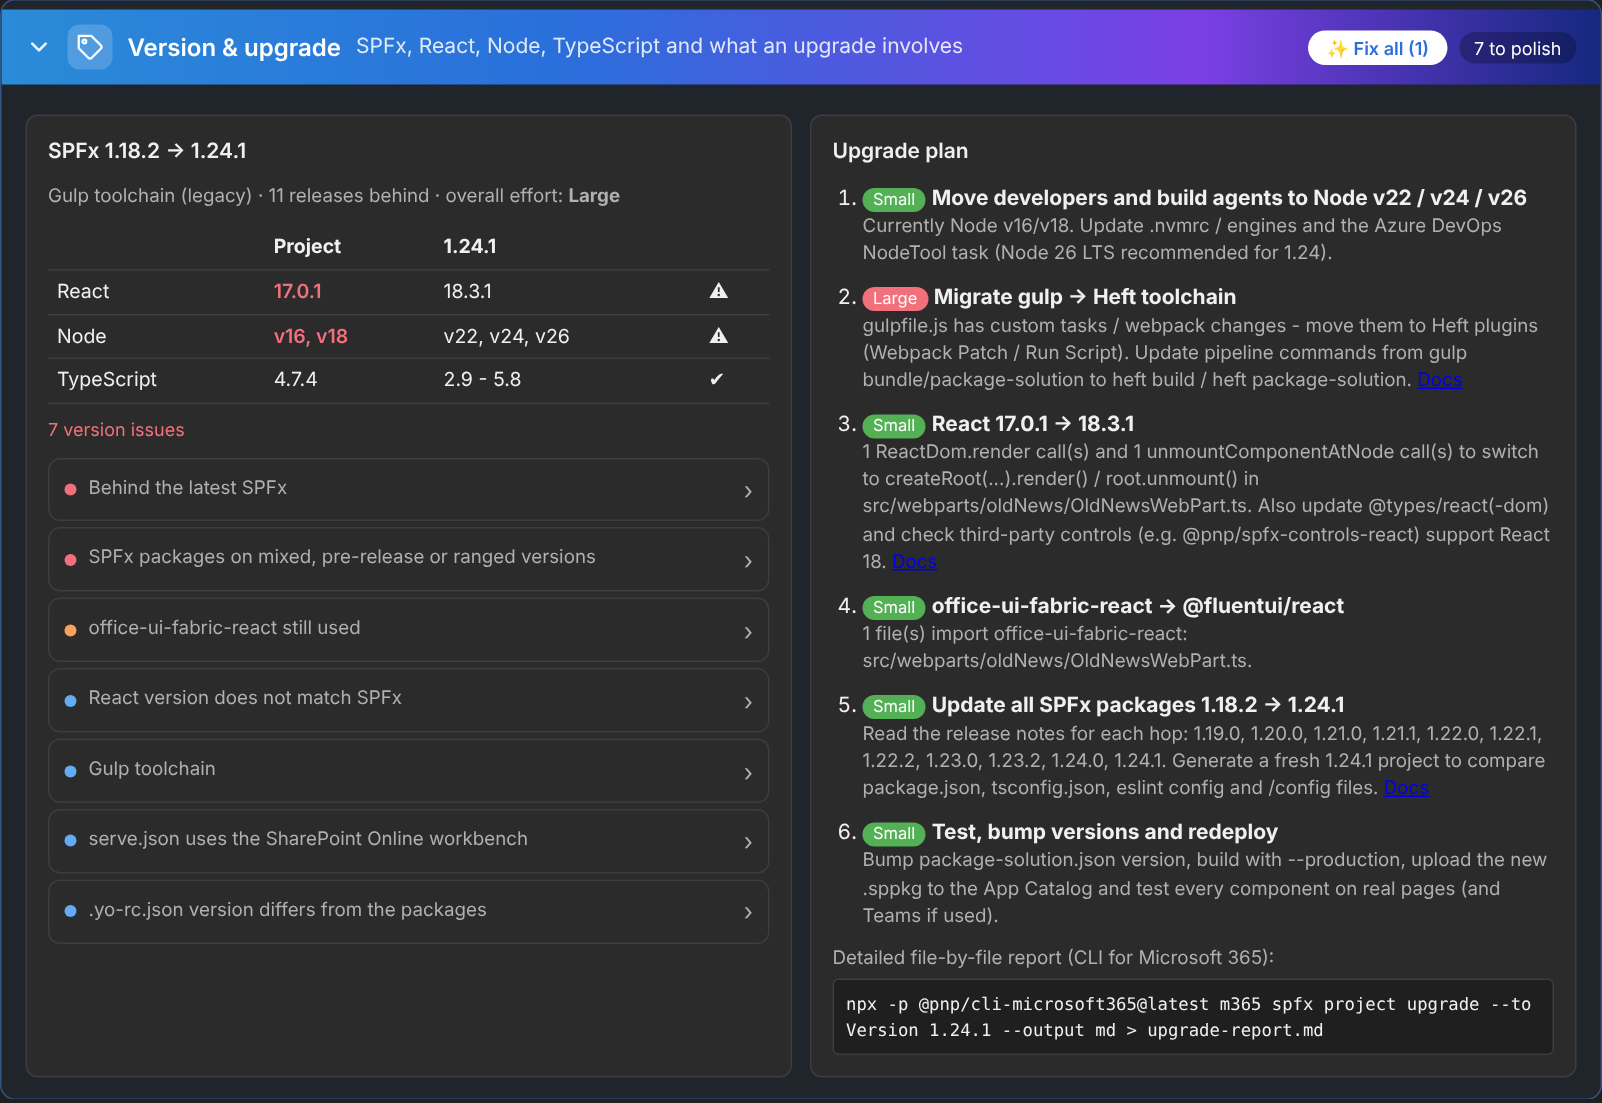 Version & upgrade SPFx, React, Node, TypeScript and what an upgrade involves
✨ Fix all (1) 7 to polish
SPFx 1.18.2 → 1.24.1
Gulp toolchain (legacy) · 11 releases behind · overall effort: Large
Project 1.24.1
React 17.0.1 18.3.1 ⚠
Node v16, v18 v22, v24, v26 ⚠
TypeScript 4.7.4 2.9 - 5.8 ✔
7 version issues
Behind the latest SPFx
SPFx packages on mixed, pre-release or ranged versions
office-ui-fabric-react still used
React version does not match SPFx
Gulp toolchain
serve.json uses the SharePoint Online workbench
.yo-rc.json version differs from the packages
Upgrade plan
1. Small Move developers and build agents to Node v22 / v24 / v26
Currently Node v16/v18. Update .nvmrc / engines and the Azure DevOps
NodeTool task (Node 26 LTS recommended for 1.24).
2. Large Migrate gulp → Heft toolchain
gulpfile.js has custom tasks / webpack changes - move them to Heft plugins
(Webpack Patch / Run Script). Update pipeline commands from gulp
bundle/package-solution to heft build / heft package-solution. Docs
3. Small React 17.0.1 → 18.3.1
1 ReactDom.render call(s) and 1 unmountComponentAtNode call(s) to switch
to createRoot(...).render() / root.unmount() in
src/webparts/oldNews/OldNewsWebPart.ts. Also update @types/react(-dom)
and check third-party controls (e.g. @pnp/spfx-controls-react) support React
18. Docs
4. Small office-ui-fabric-react → @fluentui/react
1 file(s) import office-ui-fabric-react:
src/webparts/oldNews/OldNewsWebPart.ts.
5. Small Update all SPFx packages 1.18.2 → 1.24.1
Read the release notes for each hop: 1.19.0, 1.20.0, 1.21.0, 1.21.1, 1.22.0, 1.22.1,
1.22.2, 1.23.0, 1.23.2, 1.24.0, 1.24.1. Generate a fresh 1.24.1 project to compare
package.json, tsconfig.json, eslint config and /config files. Docs
6. Small Test, bump versions and redeploy
Bump package-solution.json version, build with --production, upload the new
.sppkg to the App Catalog and test every component on real pages (and
Teams if used).
Detailed file-by-file report (CLI for Microsoft 365):
npx -p @pnp/cli-microsoft365@latest m365 spfx project upgrade --to
Version 1.24.1 --output md > upgrade-report.md